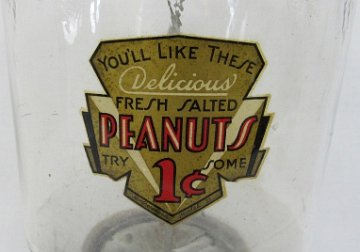 YOU'LL LIKE THESE
Delicious
FRESH SALTED
PEANUTS
TRY SOME
1¢